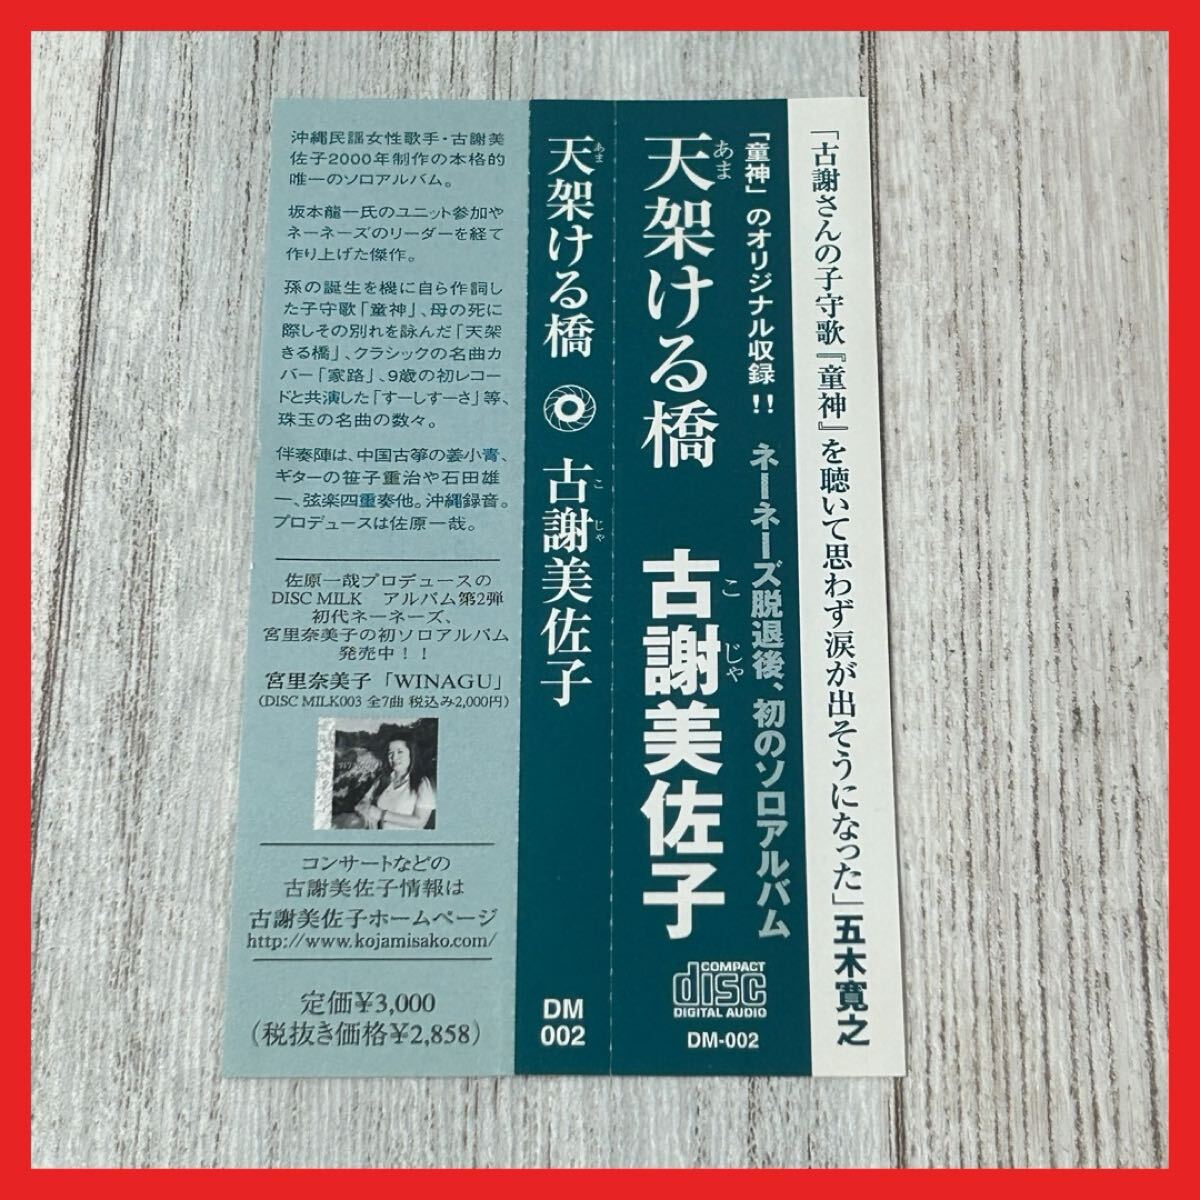 「古謝さんの子守歌『童神』を聴いて思わず涙が出そうになった」五木寛之
「童神」のオリジナル収録!! ネーネーズ脱退後、初のソロアルバム
天架ける橋 古謝美佐子
あま
こ じゃ
COMPACT
disc
DIGITAL AUDIO
DM-002
天架ける橋 古謝美佐子
あま
こ じゃ
DM
002
沖縄民謡女性歌手・古謝美
佐子2000年制作の本格的
唯一のソロアルバム。
坂本龍一氏のユニット参加や
ネーネーズのリーダーを経て
作り上げた傑作。
孫の誕生を機に自ら作詞し
た子守歌「童神」、母の死に
際しその別れを詠んだ「天架
きる橋」、クラシックの名曲カ
バー「家路」、9歳の初レコー
ドと共演した「すーしすーさ」等、
珠玉の名曲の数々。
伴奏陣は、中国古箏の姜小青、
ギターの笹子重治や石田雄
一、弦楽四重奏他。沖縄録音。
プロデュースは佐原一哉。
佐原一哉プロデュースの
DISC MILK アルバム第2弾
初代ネーネーズ、
宮里奈美子の初ソロアルバム
発売中!!
宮里奈美子「WINAGU」
(DISC MILK003 全7曲 税込み2,000円)
コンサートなどの
古謝美佐子情報は
古謝美佐子ホームページ
http://www.kojamisako.com/
定価¥3,000
(税抜き価格¥2,858)